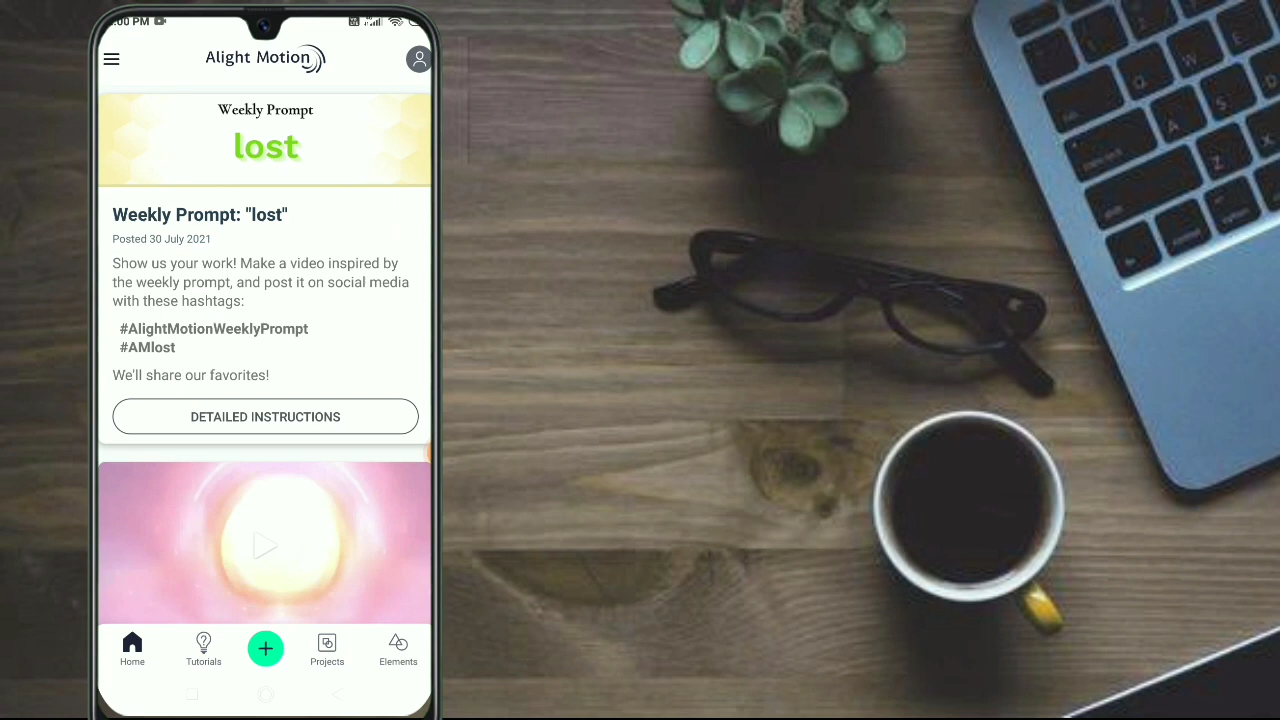 :00 PM
Alight Motion
Weekly Prompt
lost
Weekly Prompt: "lost"
Posted 30 July 2021
Show us your work! Make a video inspired by
the weekly prompt, and post it on social media
with these hashtags:
#AlightMotionWeeklyPrompt
#AMlost
We'll share our favorites!
DETAILED INSTRUCTIONS
Home
Tutorials
Projects
Elements
Q
W
E
A
S
D
Z
X